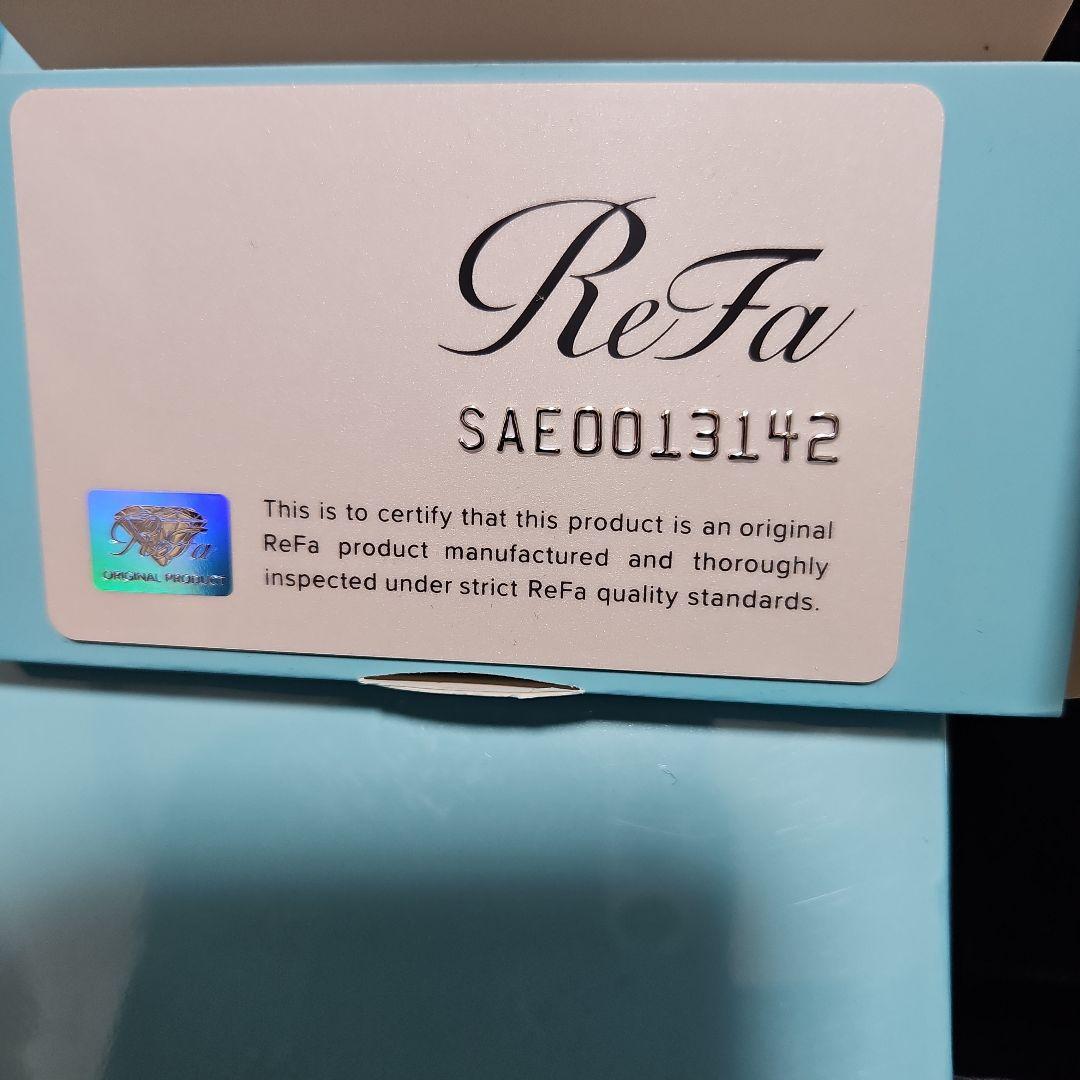 ReFa
SAE0013142
ReFa
ORIGINAL PRODUCT
This is to certify that this product is an original
ReFa product manufactured and thoroughly
inspected under strict ReFa quality standards.